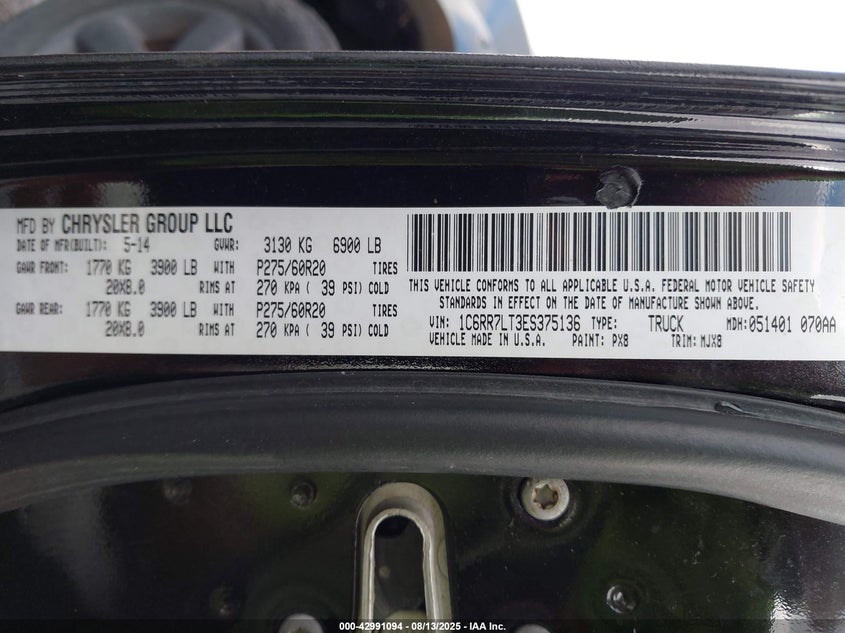 MFD BY CHRYSLER GROUP LLC
DATE OF MFR(BUILT): 5-14 GVWR: 3130 KG 6900 LB
GAWR FRONT: 1770 KG 3900 LB WITH P275/60R20 TIRES
20X8.0 RIMS AT 270 KPA ( 39 PSI) COLD
GAWR REAR: 1770 KG 3900 LB WITH P275/60R20 TIRES
20X8.0 RIMS AT 270 KPA ( 39 PSI) COLD
THIS VEHICLE CONFORMS TO ALL APPLICABLE U.S.A. FEDERAL MOTOR VEHICLE SAFETY
STANDARDS IN EFFECT ON THE DATE OF MANUFACTURE SHOWN ABOVE.
VIN: 1C6RR7LT3ES375136 TYPE: TRUCK MDH:051401 070AA
VEHICLE MADE IN U.S.A. PAINT: PX8 TRIM: MJX8
000-42991094 - 08/13/2025 - IAA Inc.